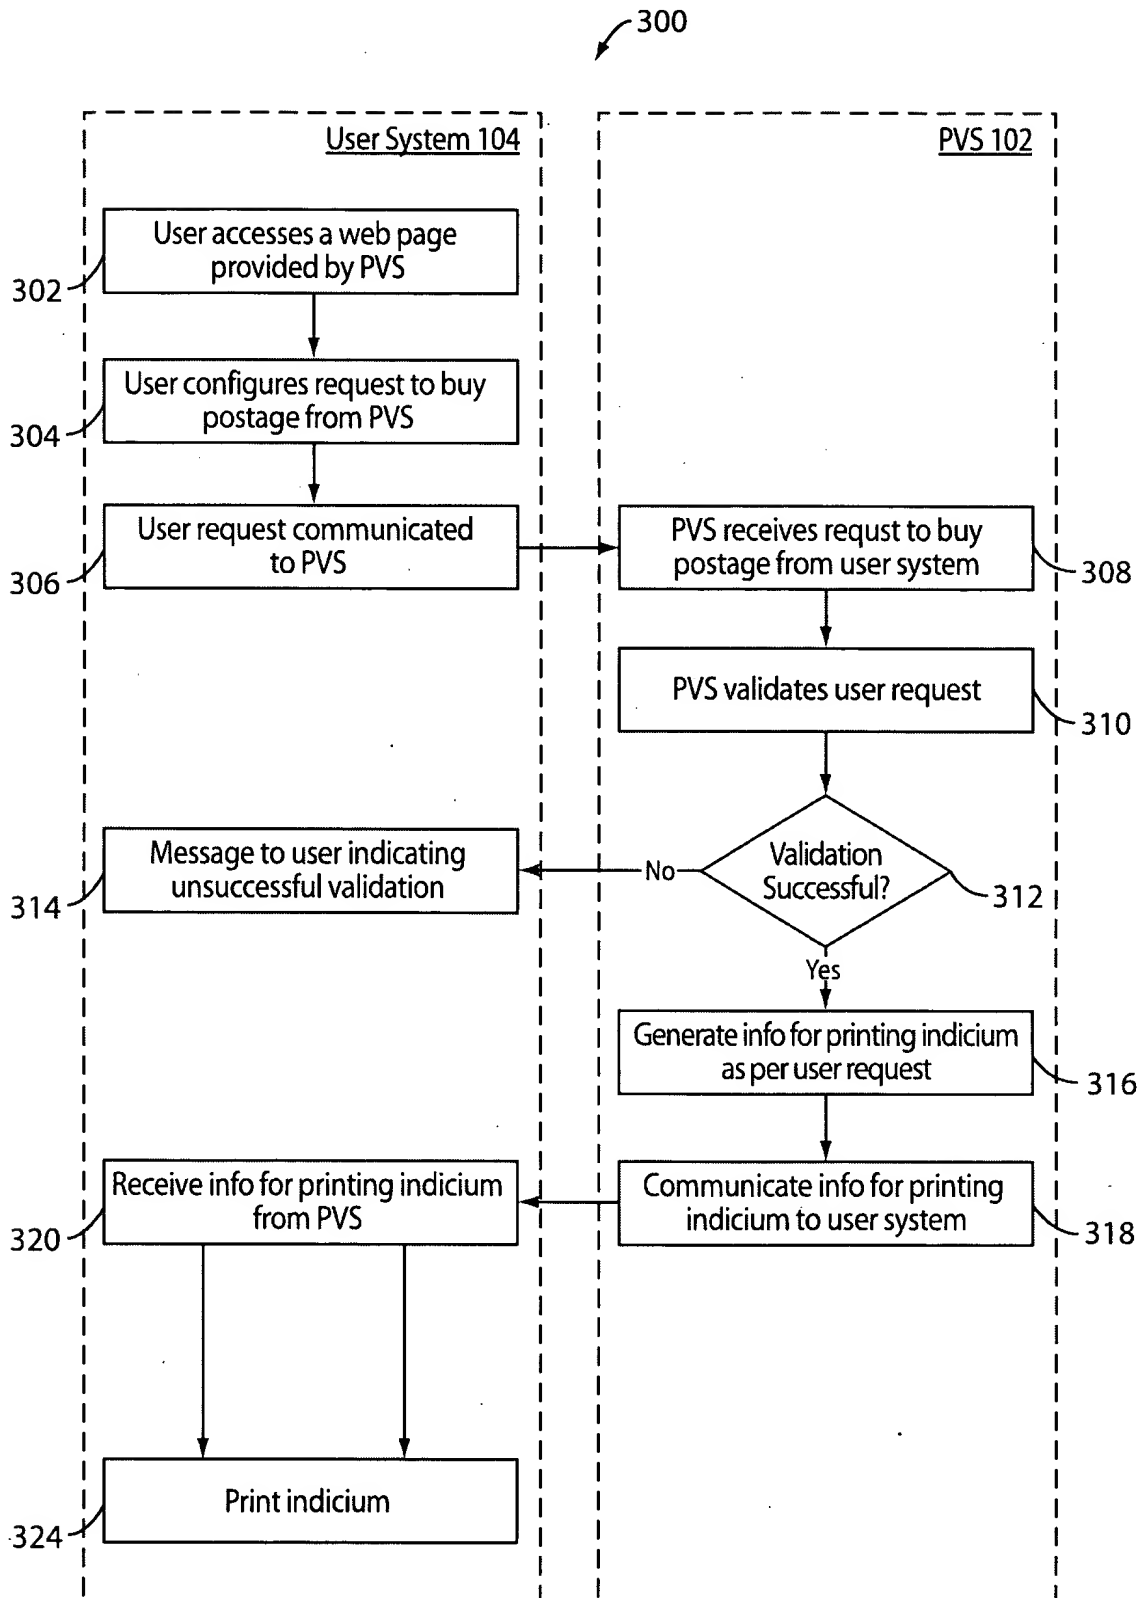 300
User System 104
PVS 102
User accesses a web page
provided by PVS
302
User configures request to buy
postage from PVS
304
User request communicated
to PVS
306
PVS receives requst to buy
postage from user system
308
PVS validates user request
310
Validation
Successful?
312
No
Message to user indicating
unsuccessful validation
314
Yes
Generate info for printing indicium
as per user request
316
Communicate info for printing
indicium to user system
318
Receive info for printing indicium
from PVS
320
Print indicium
324